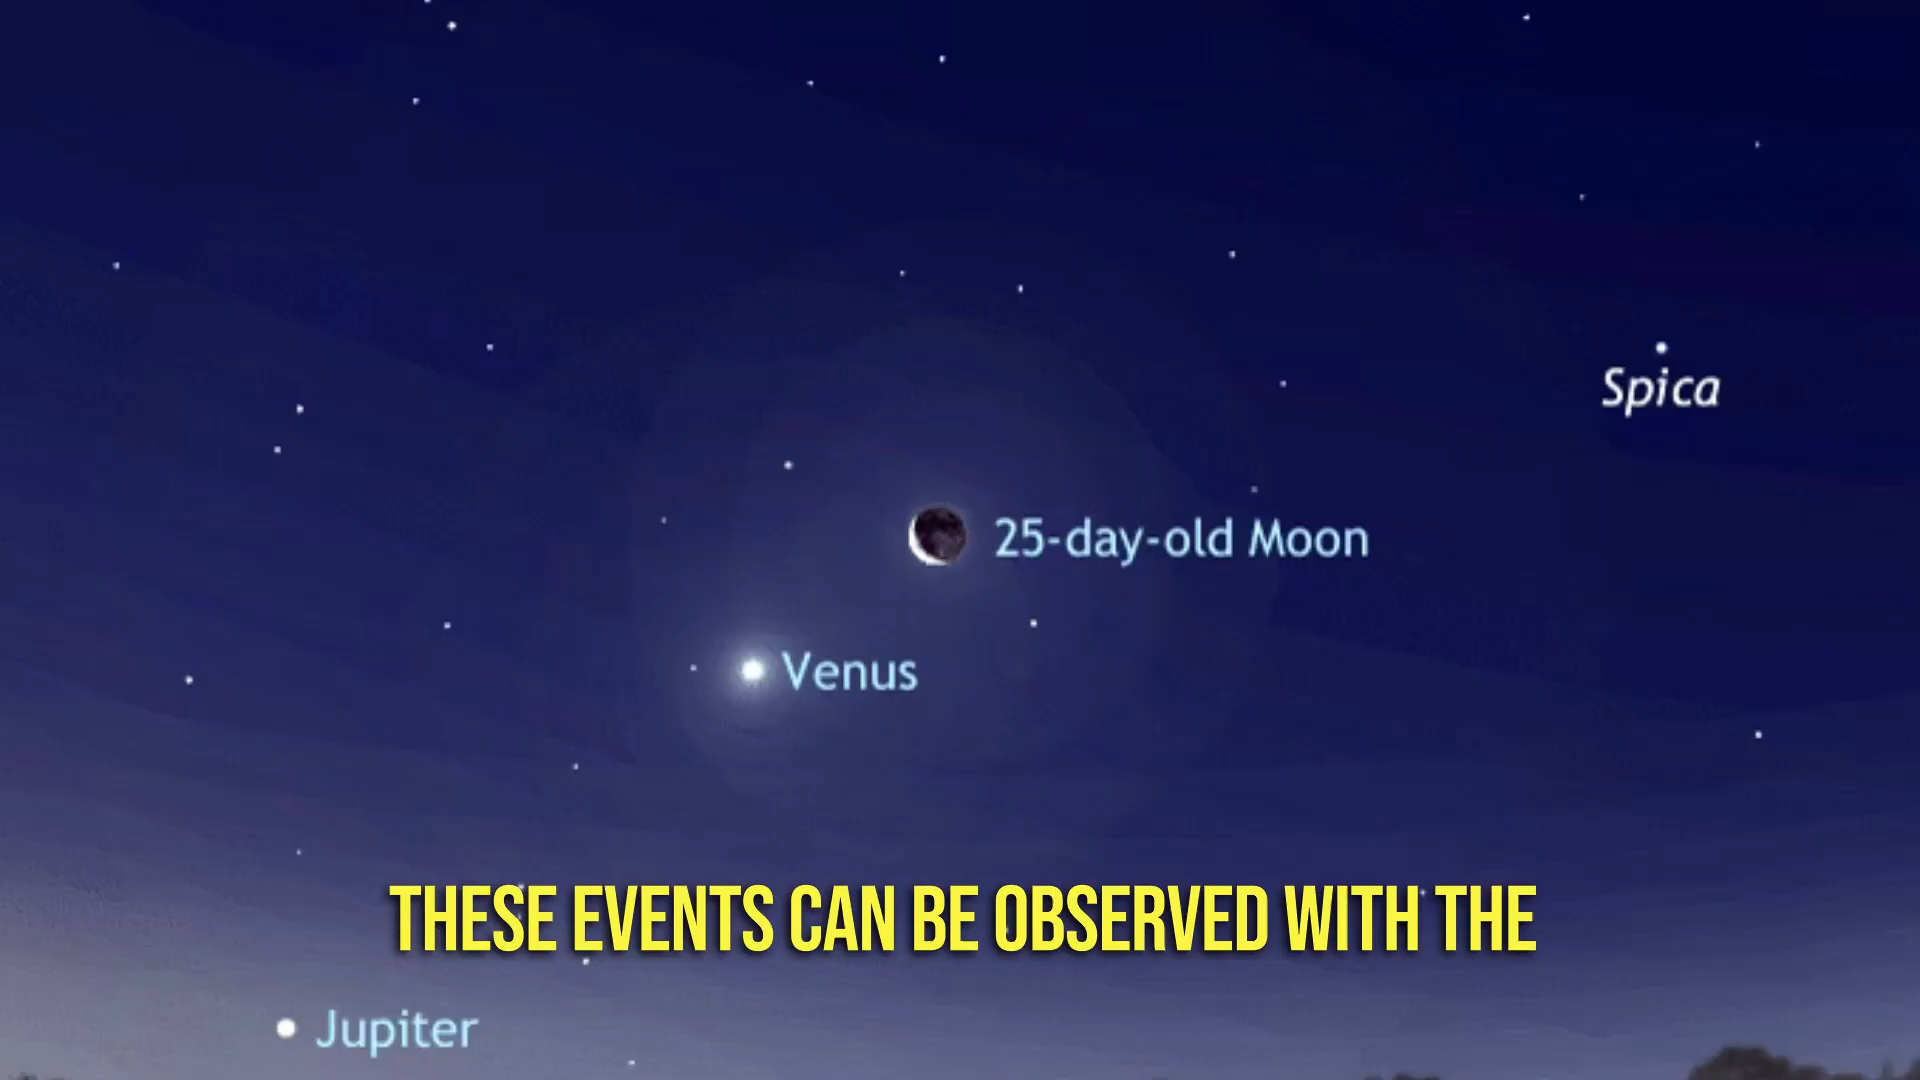 Spica
25-day-old Moon
Venus
THESE EVENTS CAN BE OBSERVED WITH THE
Jupiter